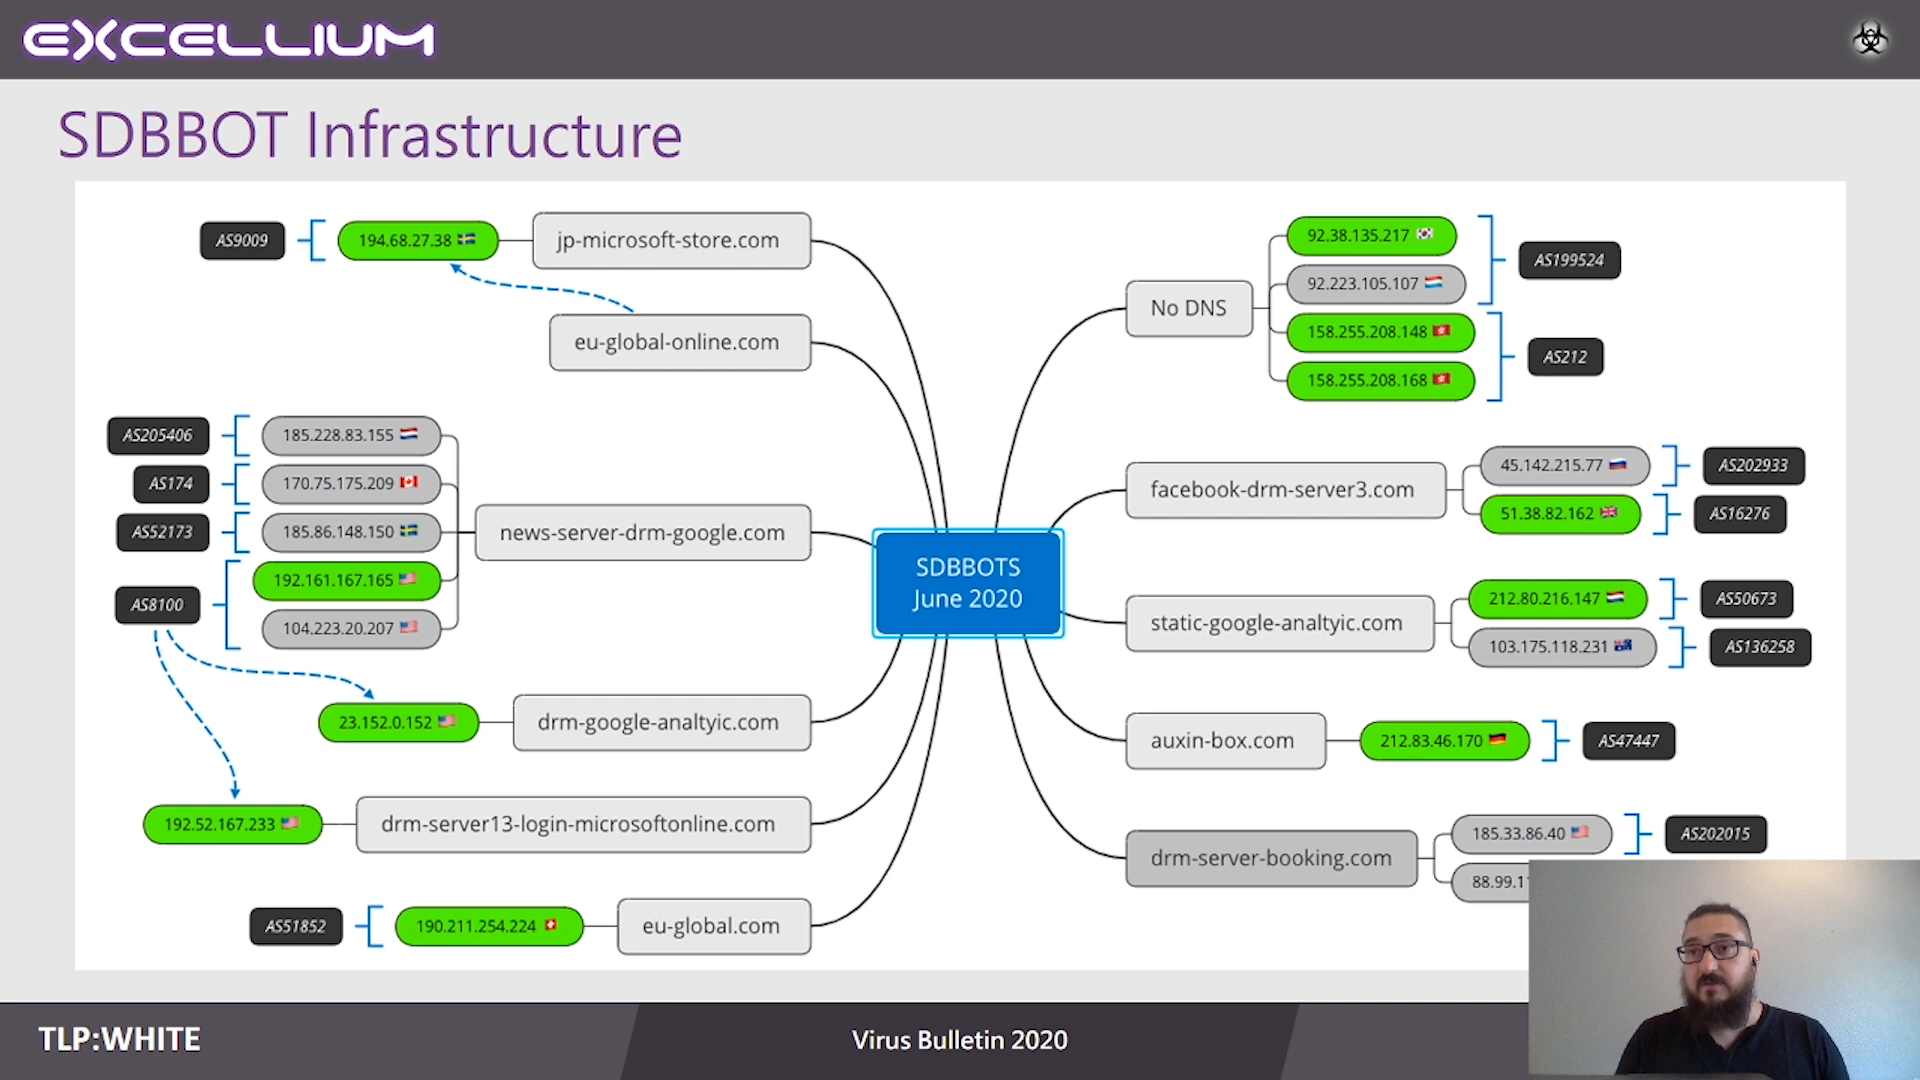 EXCELLIUM
SDBBOT Infrastructure
AS9009
194.68.27.38
jp-microsoft-store.com
eu-global-online.com
AS205406
185.228.83.155
AS174
170.75.175.209
AS52173
185.86.148.150
news-server-drm-google.com
192.161.167.165
AS8100
104.223.20.207
23.152.0.152
drm-google-analtyic.com
192.52.167.233
drm-server13-login-microsoftonline.com
AS51852
190.211.254.224
eu-global.com
SDBBOTS
June 2020
No DNS
92.38.135.217
92.223.105.107
AS199524
158.255.208.148
158.255.208.168
AS212
facebook-drm-server3.com
45.142.215.77
AS202933
51.38.82.162
AS16276
static-google-analtyic.com
212.80.216.147
AS50673
103.175.118.231
AS136258
auxin-box.com
212.83.46.170
AS47447
drm-server-booking.com
185.33.86.40
AS202015
88.99.1
TLP:WHITE
Virus Bulletin 2020